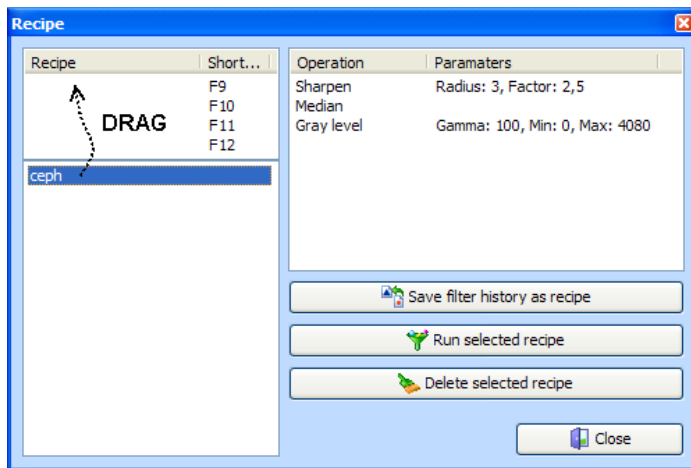 Recipe
Recipe Short...
F9
F10
DRAG F11
F12
ceph
Operation Paramaters
Sharpen Radius: 3, Factor: 2,5
Median
Gray level Gamma: 100, Min: 0, Max: 4080
Save filter history as recipe
Run selected recipe
Delete selected recipe
Close